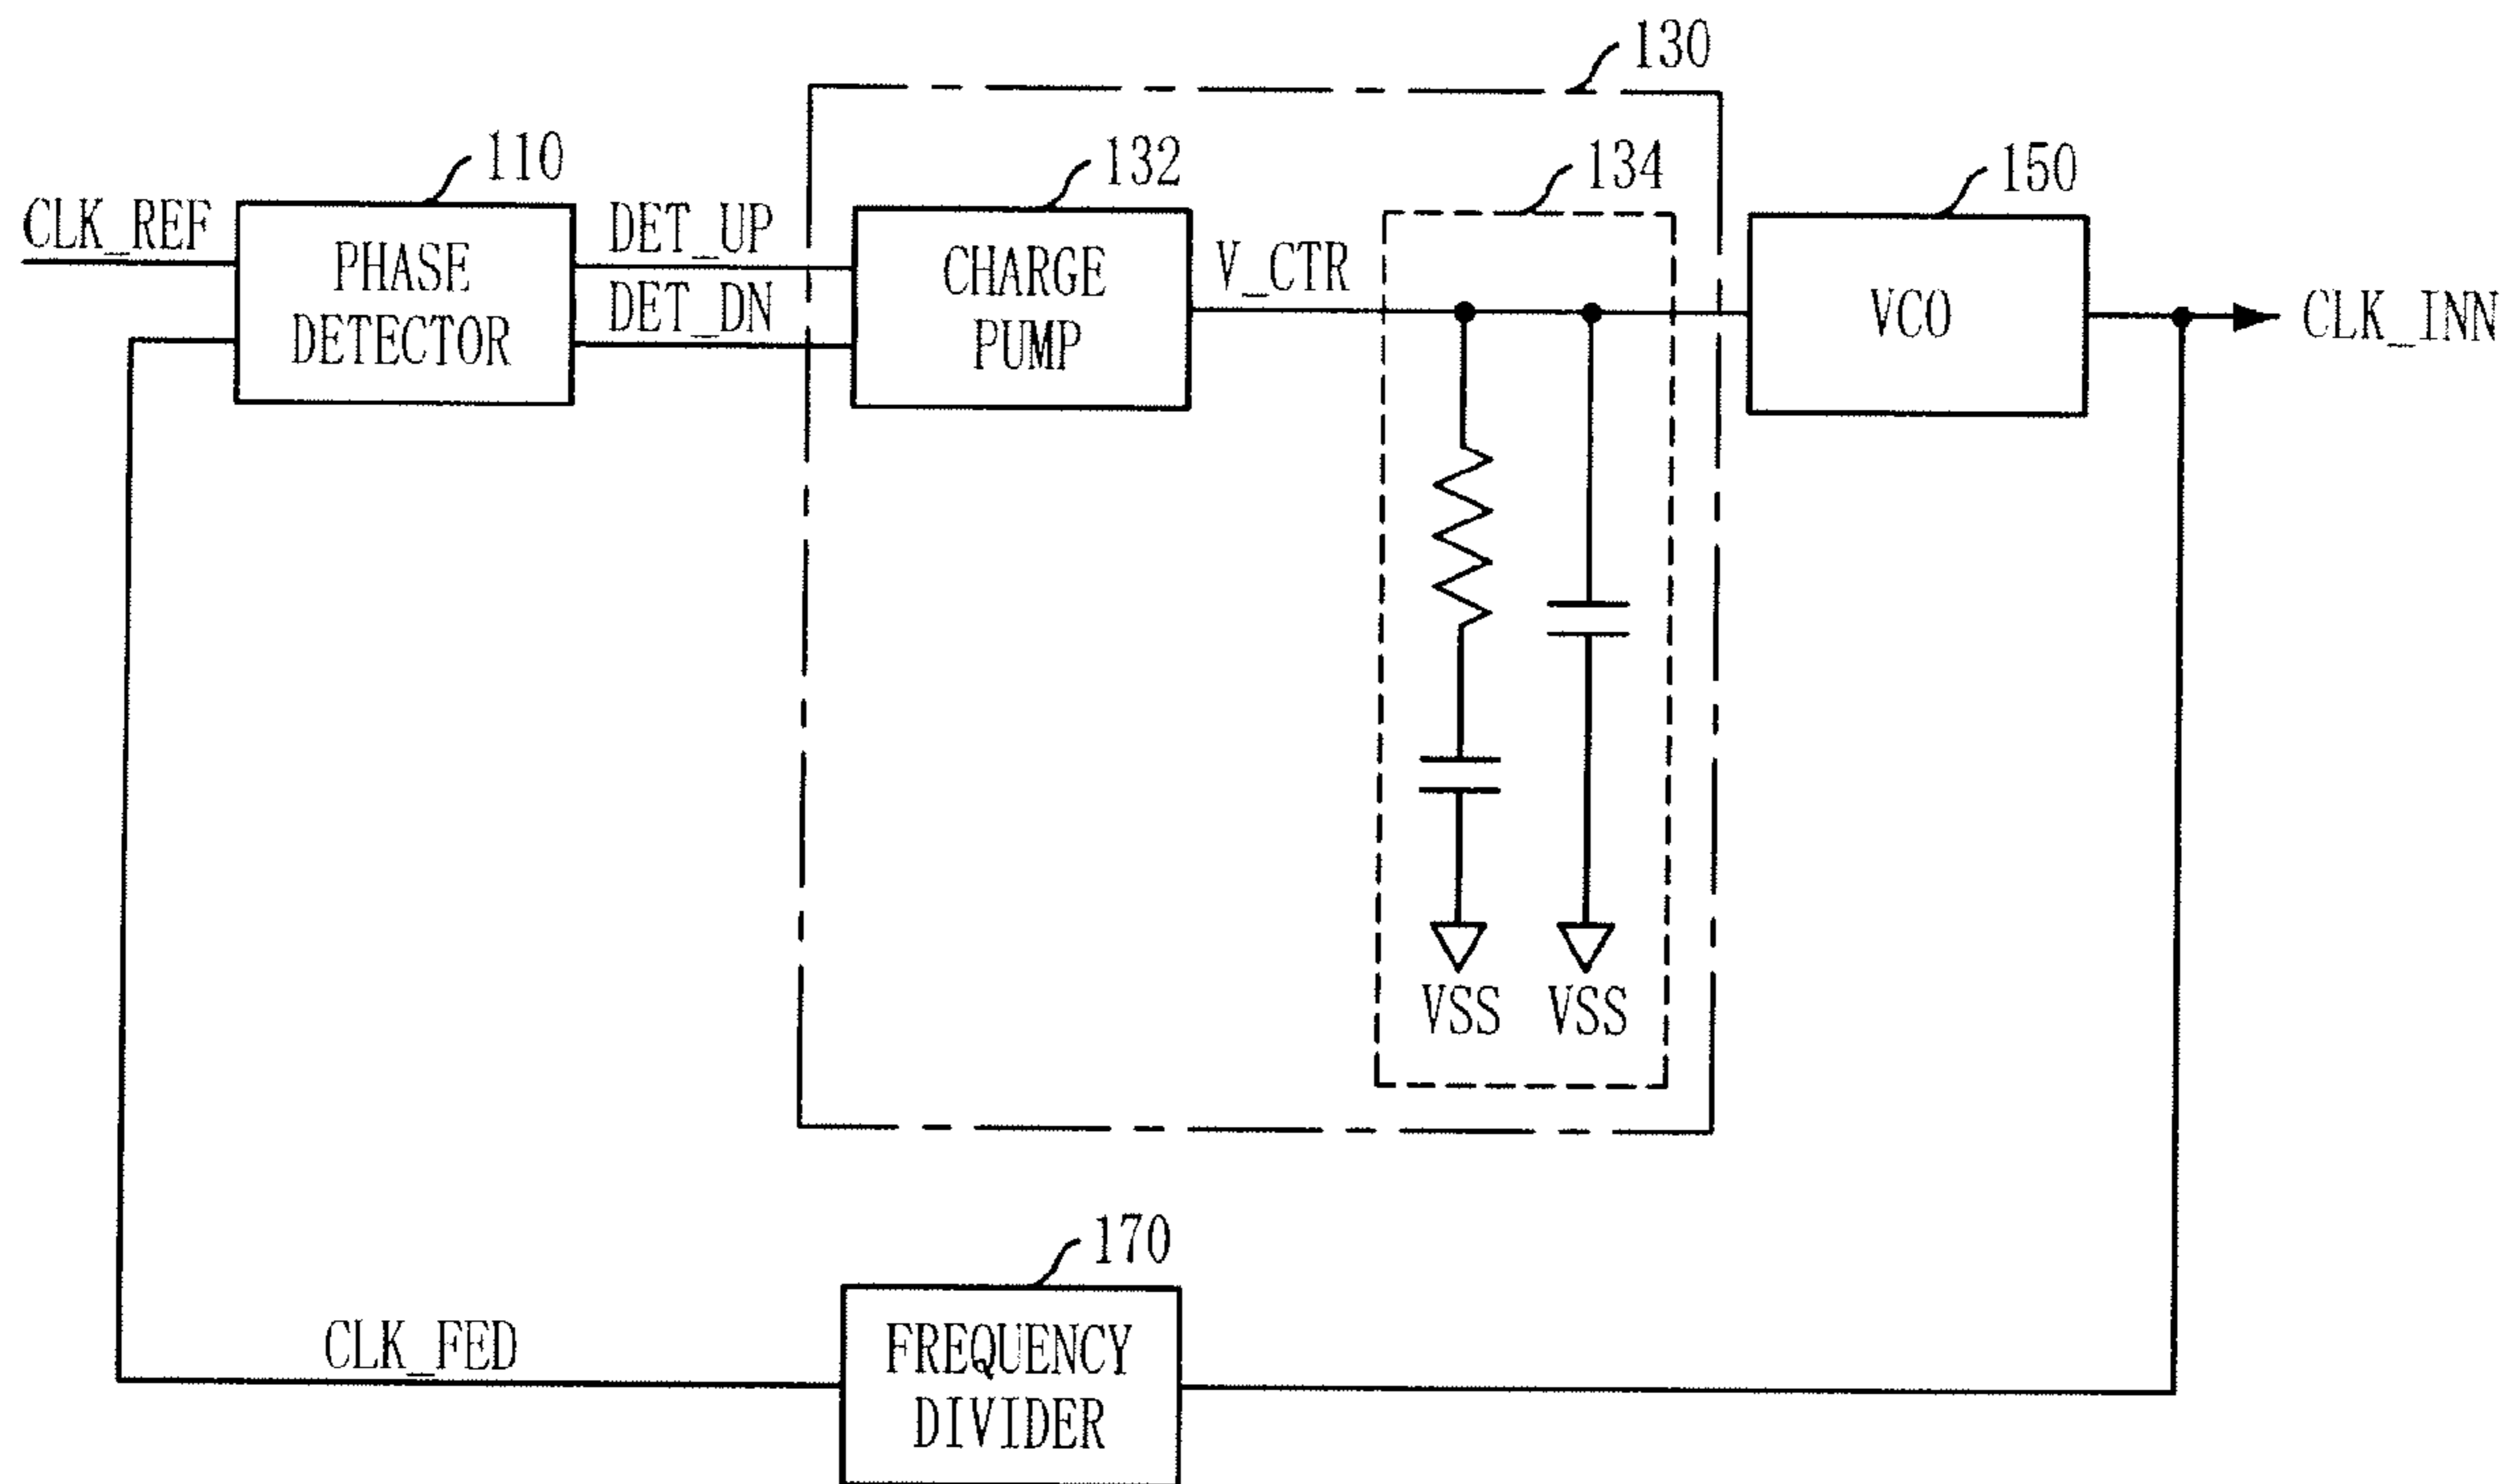 130
110
132
134
150
CLK_REF
PHASE
DETECTOR
DET_UP
DET_DN
CHARGE
PUMP
V_CTR
VCO
CLK_INN
VSS
VSS
170
CLK_FED
FREQUENCY
DIVIDER